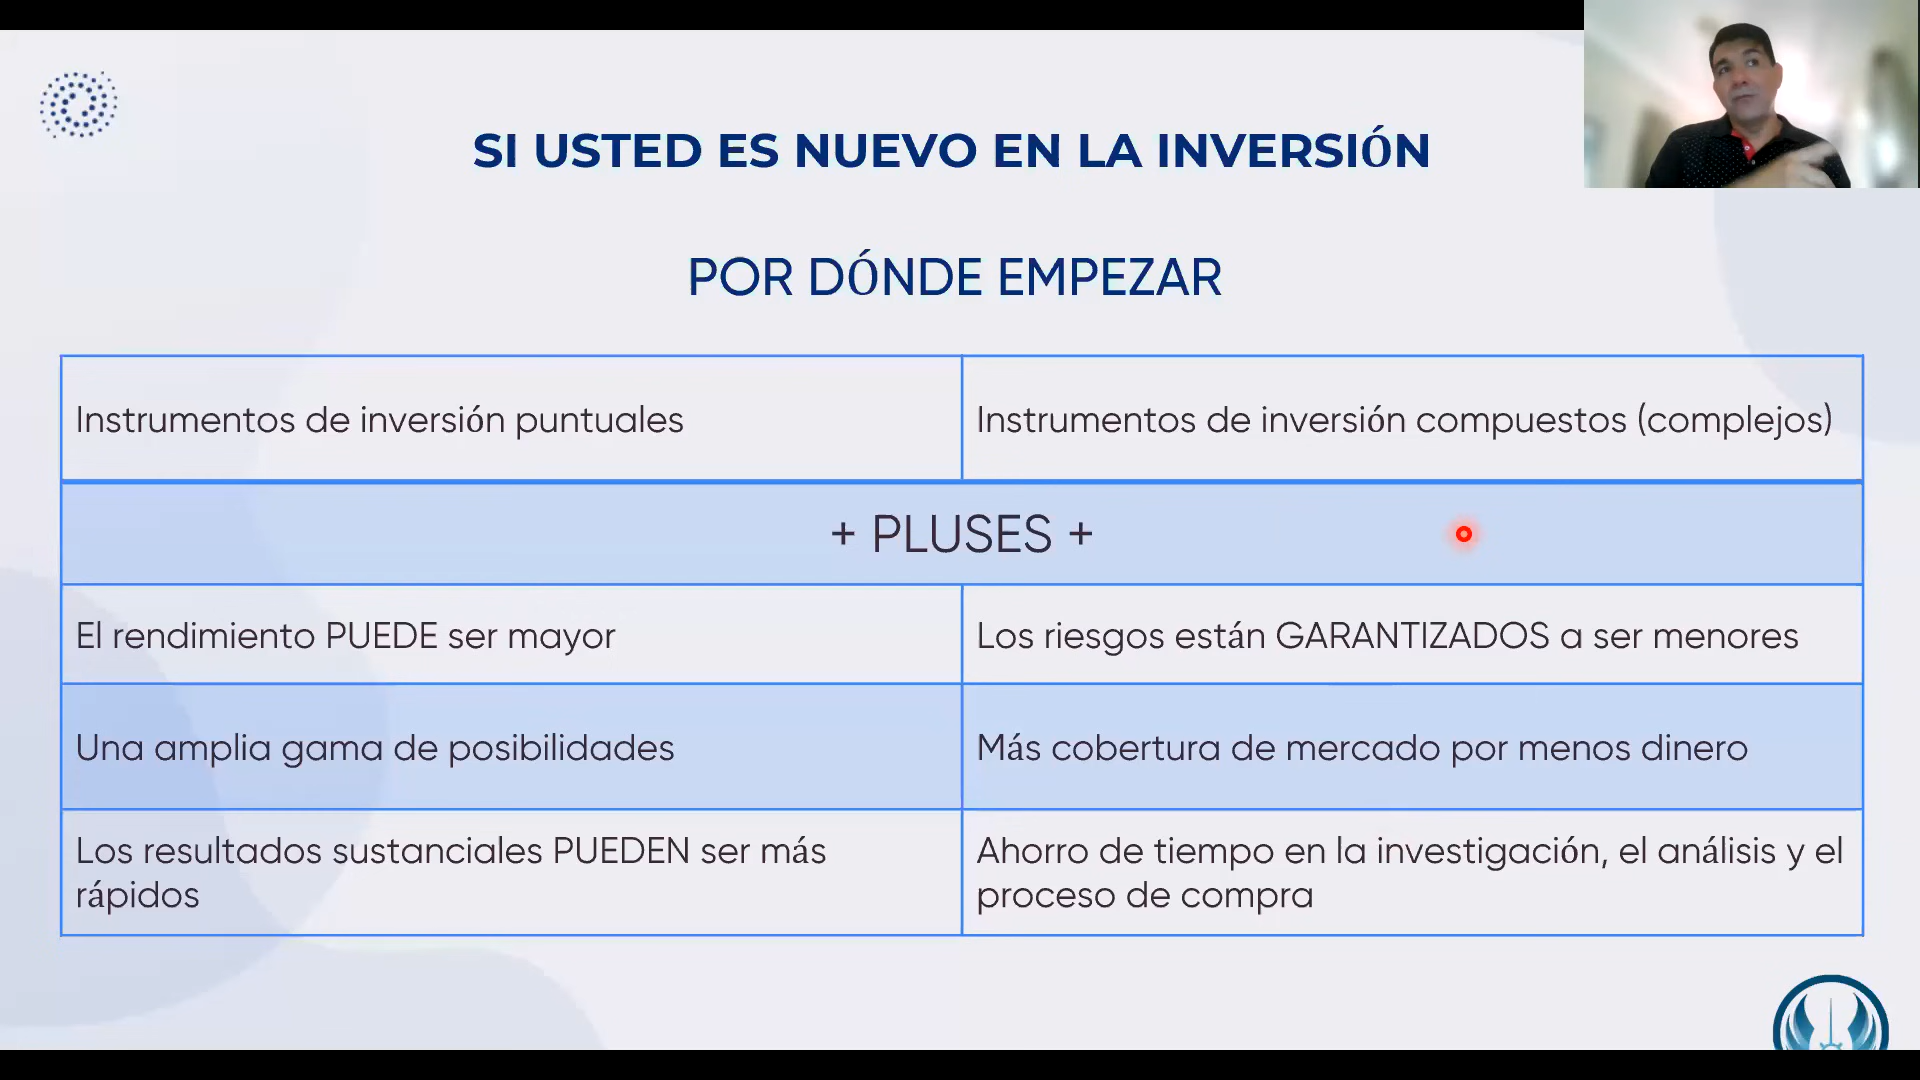 SI USTED ES NUEVO EN LA INVERSIÓN
POR DÓNDE EMPEZAR
Instrumentos de inversión puntuales
Instrumentos de inversión compuestos (complejos)
+ PLUSES +
El rendimiento PUEDE ser mayor
Los riesgos están GARANTIZADOS a ser menores
Una amplia gama de posibilidades
Más cobertura de mercado por menos dinero
Los resultados sustanciales PUEDEN ser más
rápidos
Ahorro de tiempo en la investigación, el análisis y el
proceso de compra